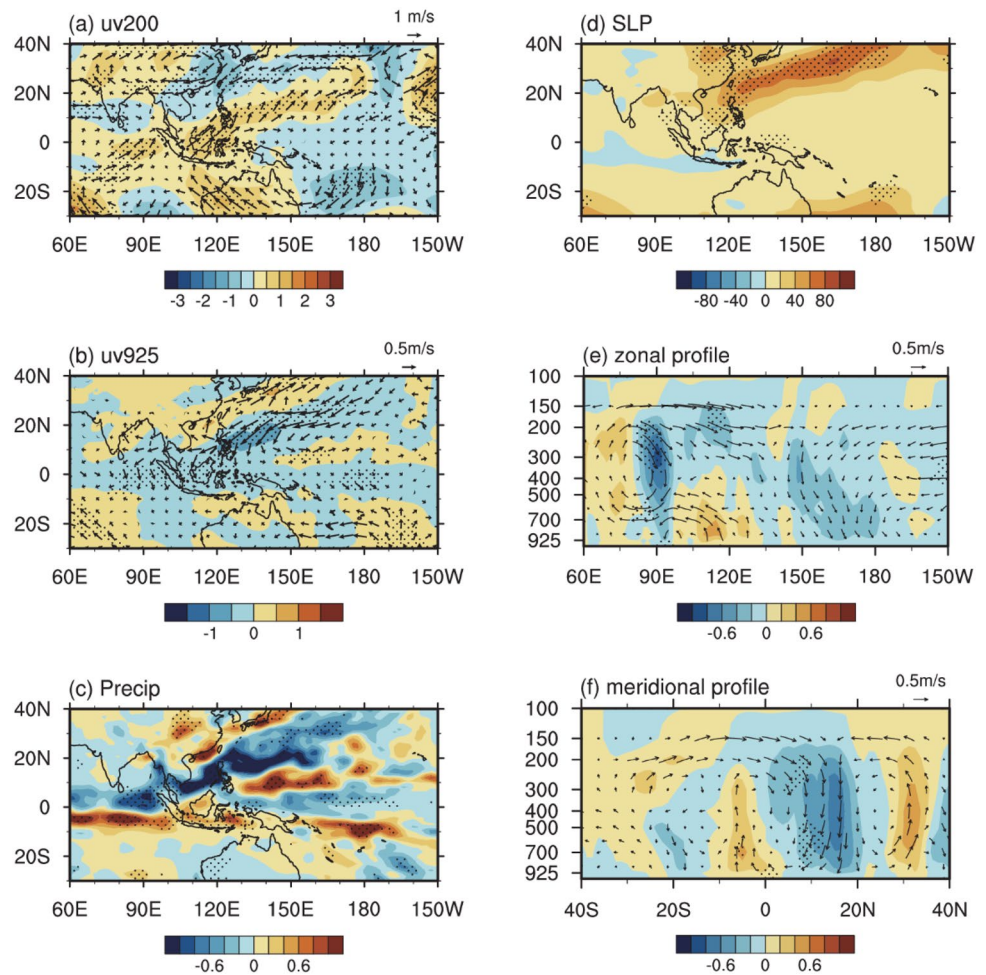 (a) uv200
1 m/s
40N
20N
0
20S
60E 90E 120E 150E 180 150W
-3 -2 -1 0 1 2 3
(d) SLP
40N
20N
0
20S
60E 90E 120E 150E 180 150W
-80 -40 0 40 80
(b) uv925
0.5m/s
40N
20N
0
20S
60E 90E 120E 150E 180 150W
-1 0 1
(e) zonal profile
0.5m/s
100
150
200
300
400
500
700
925
60E 90E 120E 150E 180 150W
-0.6 0 0.6
(c) Precip
40N
20N
0
20S
60E 90E 120E 150E 180 150W
-0.6 0 0.6
(f) meridional profile
0.5m/s
100
150
200
300
400
500
700
925
40S 20S 0 20N 40N
-0.6 0 0.6